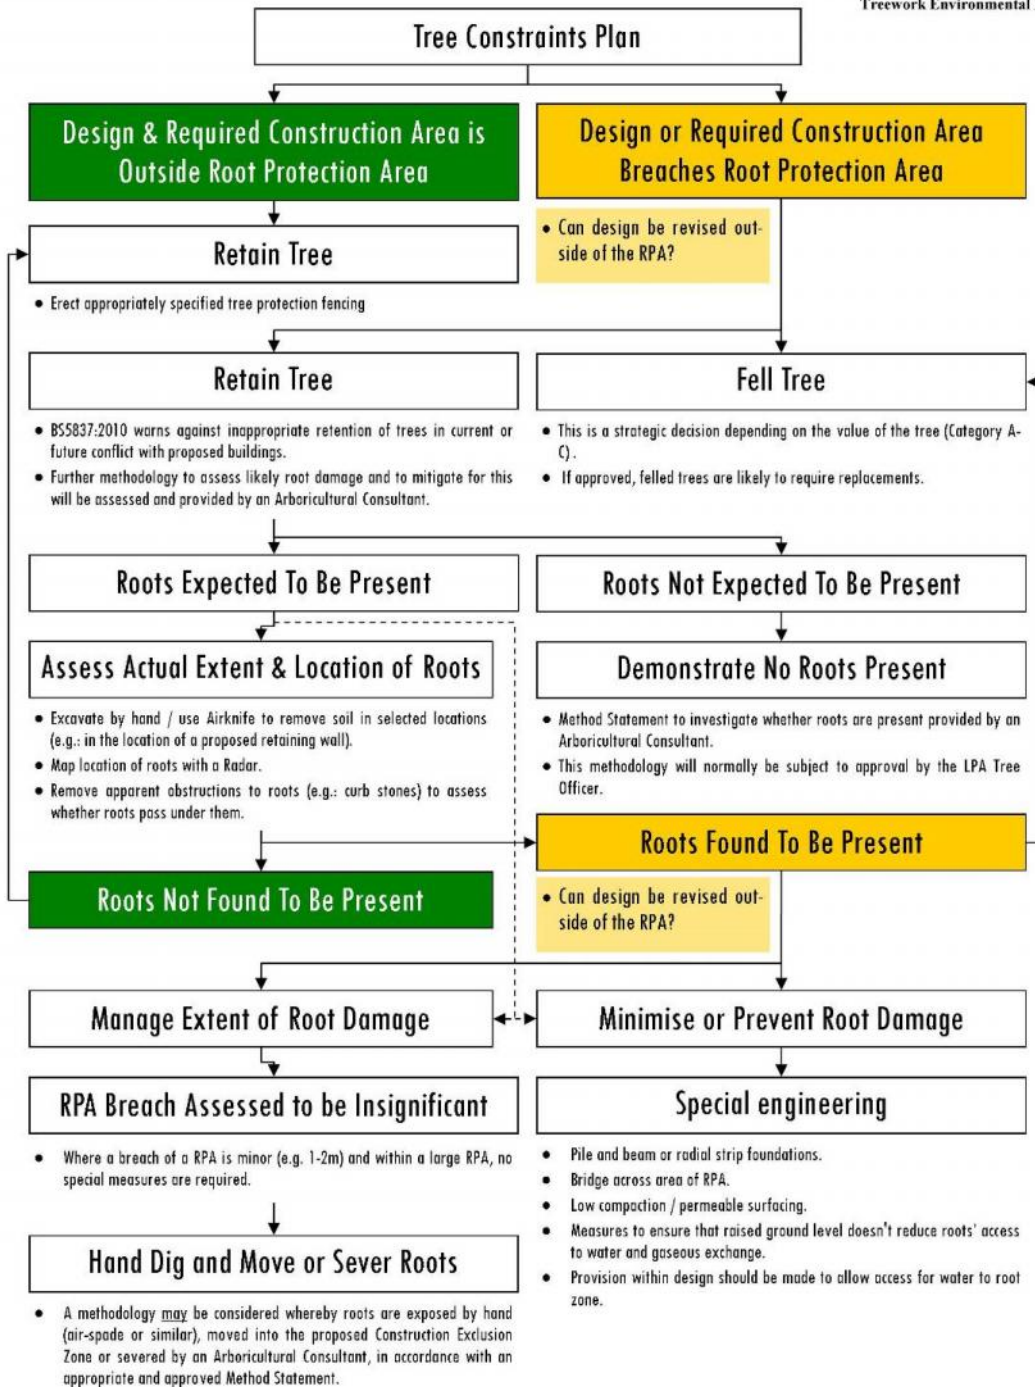 Treework Environmental
Tree Constraints Plan
Design & Required Construction Area is
Outside Root Protection Area
Design or Required Construction Area
Breaches Root Protection Area
• Can design be revised out-
side of the RPA?
Retain Tree
• Erect appropriately specified tree protection fencing
Retain Tree
• BS5837:2010 warns against inappropriate retention of trees in current or
future conflict with proposed buildings.
• Further methodology to assess likely root damage and to mitigate for this
will be assessed and provided by an Arboricultural Consultant.
Fell Tree
• This is a strategic decision depending on the value of the tree (Category A-
C).
• If approved, felled trees are likely to require replacements.
Roots Expected To Be Present
Roots Not Expected To Be Present
Assess Actual Extent & Location of Roots
• Excavate by hand / use Airknife to remove soil in selected locations
(e.g.: in the location of a proposed retaining wall).
• Map location of roots with a Radar.
• Remove apparent obstructions to roots (e.g.: curb stones) to assess
whether roots pass under them.
Demonstrate No Roots Present
• Method Statement to investigate whether roots are present provided by an
Arboricultural Consultant.
• This methodology will normally be subject to approval by the LPA Tree
Officer.
Roots Found To Be Present
• Can design be revised out-
side of the RPA?
Roots Not Found To Be Present
Manage Extent of Root Damage
Minimise or Prevent Root Damage
RPA Breach Assessed to be Insignificant
• Where a breach of a RPA is minor (e.g. 1-2m) and within a large RPA, no
special measures are required.
Hand Dig and Move or Sever Roots
• A methodology may be considered whereby roots are exposed by hand
(air-spade or similar), moved into the proposed Construction Exclusion
Zone or severed by an Arboricultural Consultant, in accordance with an
appropriate and approved Method Statement.
Special engineering
• Pile and beam or radial strip foundations.
• Bridge across area of RPA.
• Low compaction / permeable surfacing.
• Measures to ensure that raised ground level doesn't reduce roots' access
to water and gaseous exchange.
• Provision within design should be made to allow access for water to root
zone.